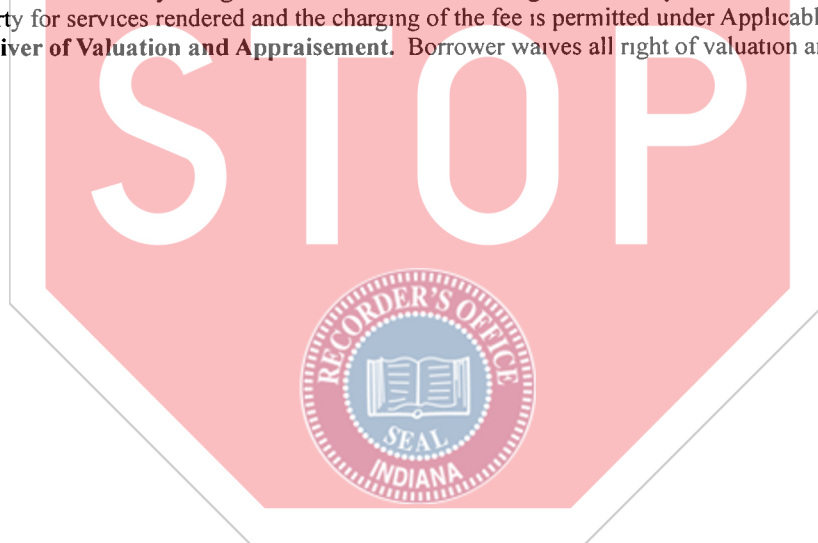 rty for services rendered and the charging of the fee is permitted under Applicabl
iver of Valuation and Appraisement. Borrower waives all right of valuation a
STOP
RECORDER'S OFFICE
SEAL
INDIANA